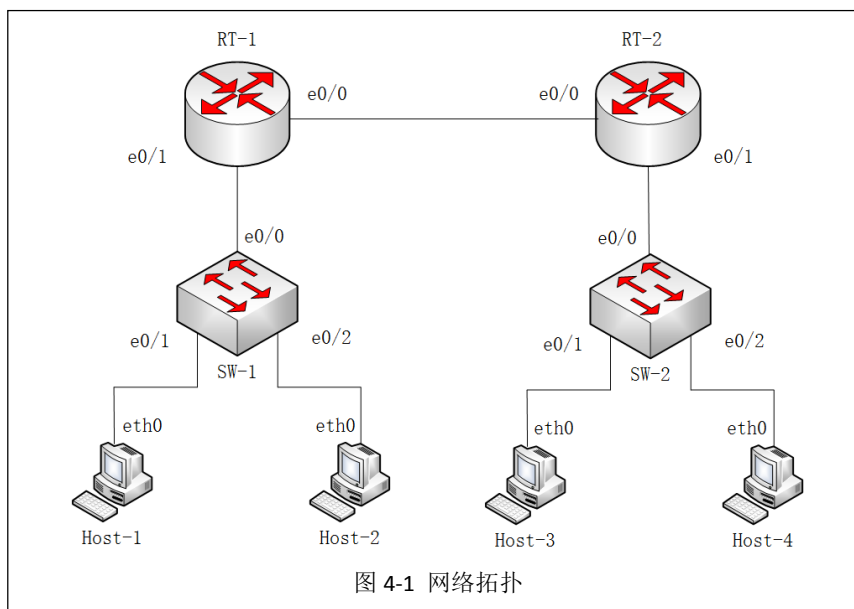 RT-1 RT-2
e0/0 e0/0
e0/1 e0/1
e0/0 e0/0
e0/1 e0/2 e0/1 e0/2
SW-1 SW-2
eth0 eth0 eth0 eth0
Host-1 Host-2 Host-3 Host-4
图 4-1 网络拓扑